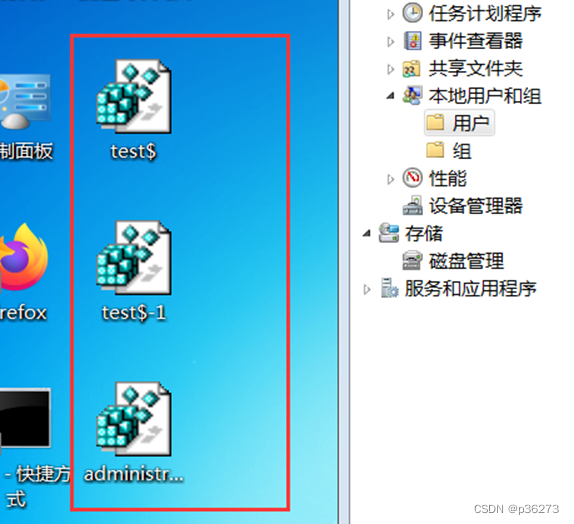 制面板
refox
- 快捷方
式
test$
test$-1
administr...
任务计划程序
事件查看器
共享文件夹
本地用户和组
用户
组
性能
设备管理器
存储
磁盘管理
服务和应用程序
CSDN @p36273